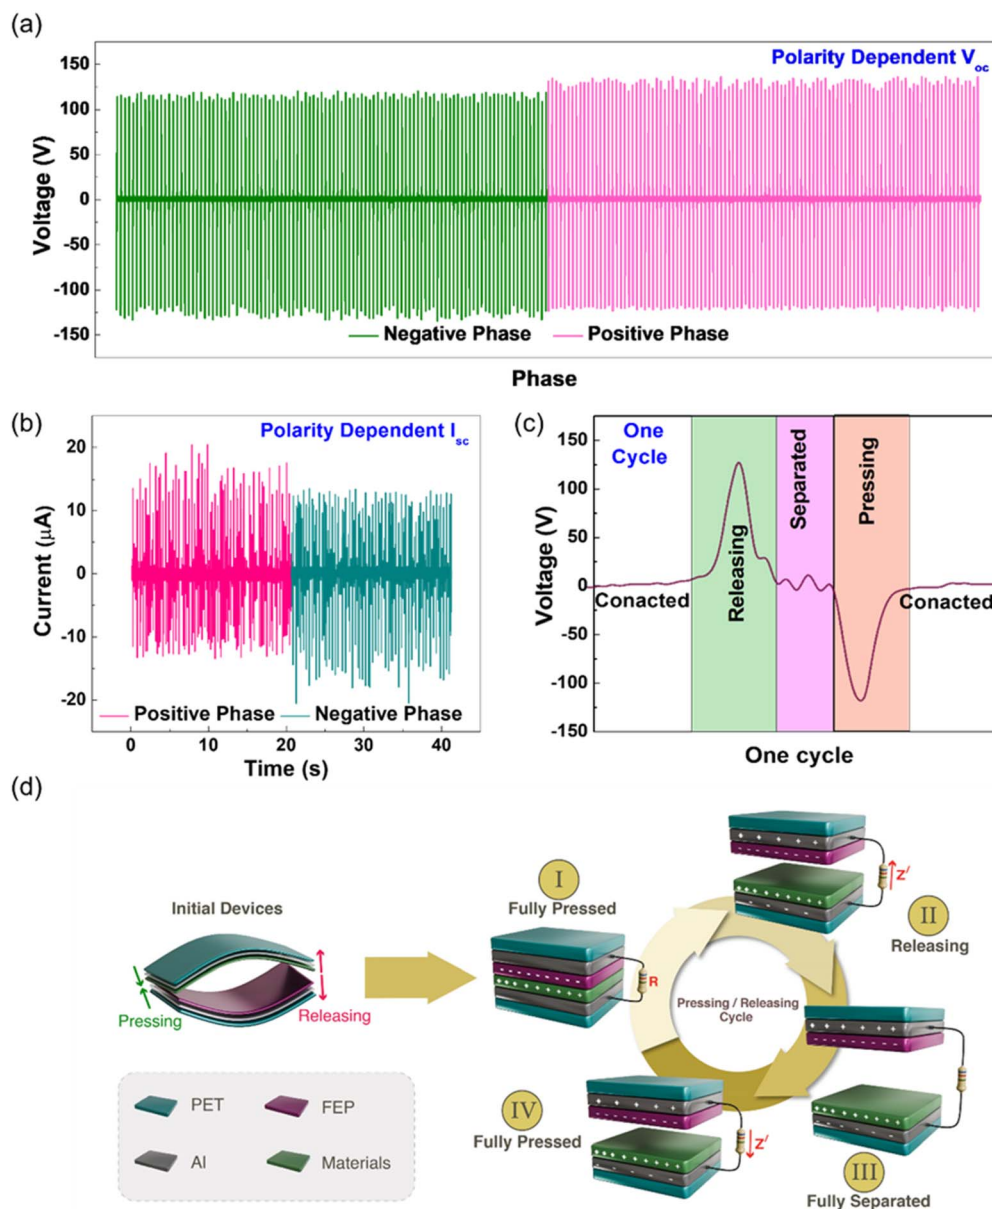 (a)
Polarity Dependent Voc
Voltage (V)
150
100
50
0
-50
-100
-150
Negative Phase
Positive Phase
Phase
(b)
Polarity Dependent Isc
Current (μA)
20
10
0
-10
-20
Positive Phase
Negative Phase
0
10
20
30
40
Time (s)
(c)
One
Cycle
Voltage (V)
150
100
50
0
-50
-100
-150
Conacted
Releasing
Separated
Pressing
Conacted
One cycle
(d)
Initial Devices
Pressing
Releasing
PET
FEP
Al
Materials
I
Fully Pressed
R
II
Releasing
z'
Pressing / Releasing
Cycle
III
Fully Separated
IV
Fully Pressed
z'